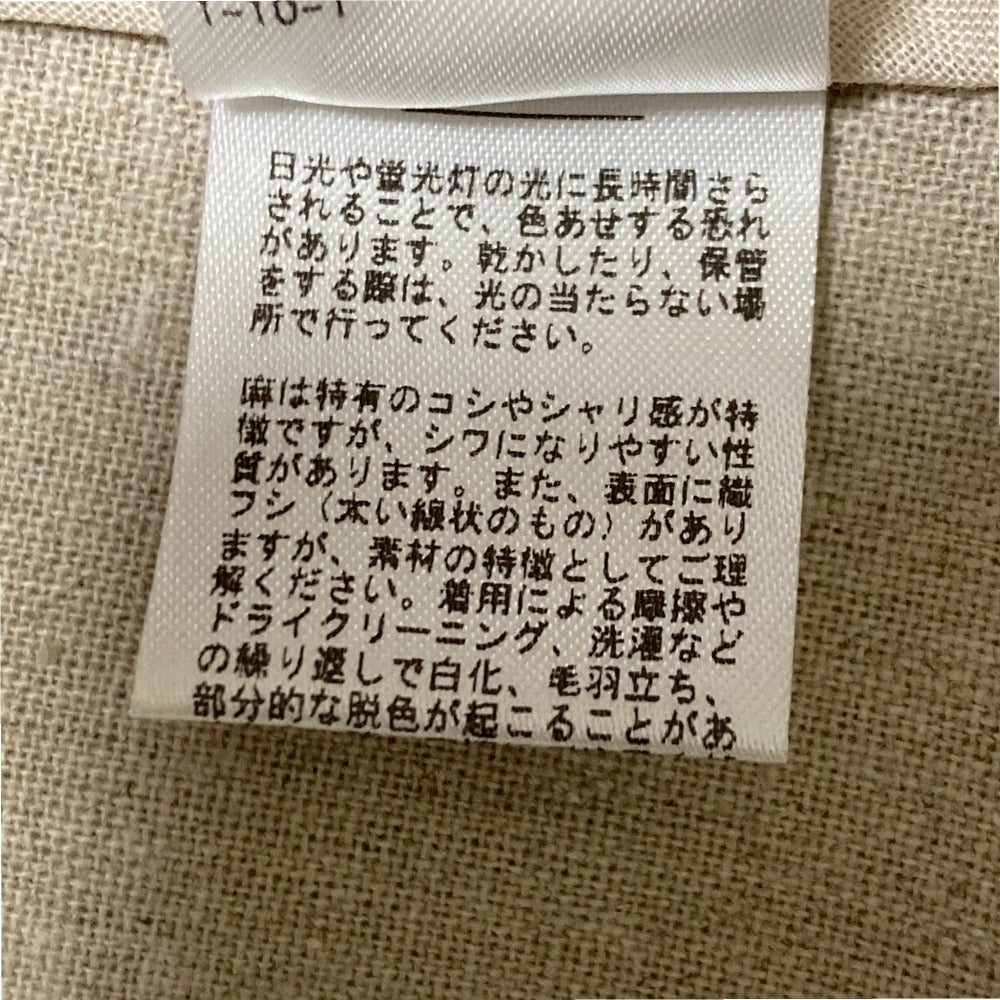 1-10-1
日光や蛍光灯の光に長時間さら
されることで、色あせする恐れ
があります。乾かしたり、保管
をする際は、光の当たらない場
所で行ってください。
麻は特有のコシやシャリ感が特
徴ですが、シワになりやすい性
質があります。また、表面に織
フシ（太い線状のもの）があり
ますが、素材の特徴としてご理
解ください。着用による摩擦や
ドライクリーニング、洗濯など
の繰り返しで白化、毛羽立ち、
部分的な脱色が起こることがあ